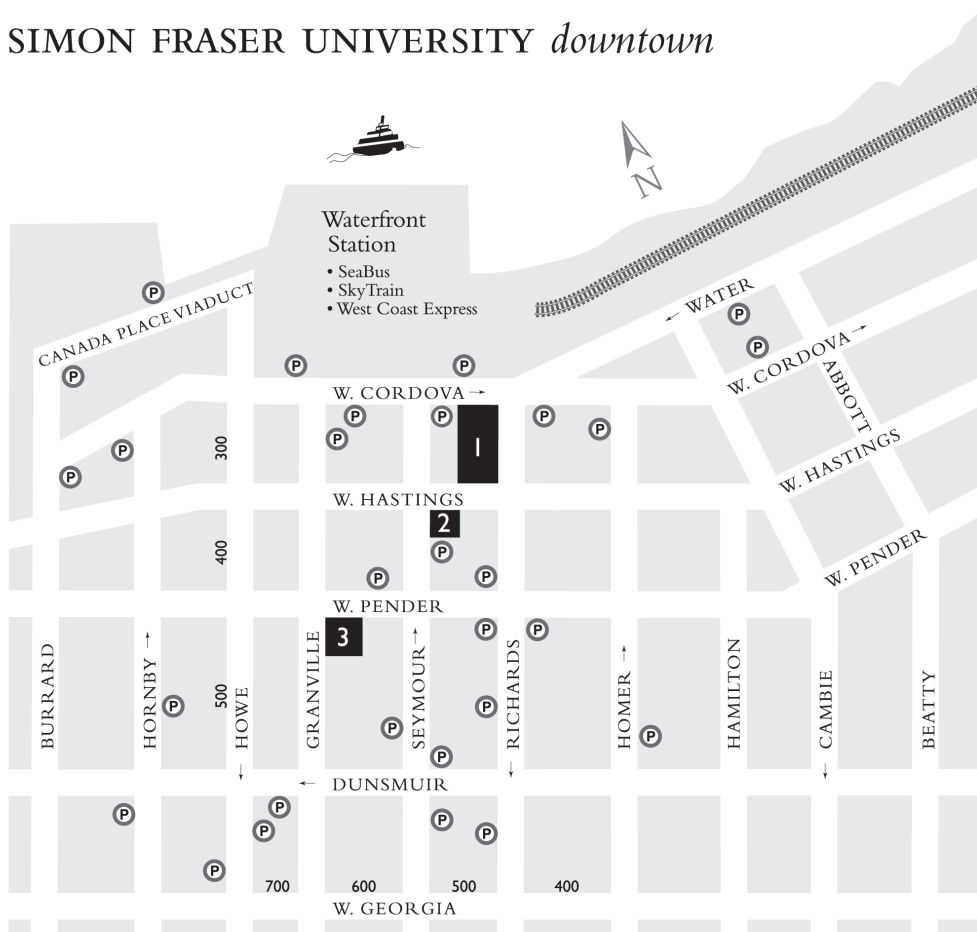 SIMON FRASER UNIVERSITY downtown
N
Waterfront
Station
• SeaBus
• SkyTrain
• West Coast Express
P
CANADA PLACE VIADUCT
P
P
P
WATER
P
P
W. CORDOVA
ABBOTT
W. HASTINGS
W. PENDER
W. CORDOVA
P
P
P
P
P
P
P
300
1
W. HASTINGS
2
400
P
P
P
W. PENDER
3
P
P
BURRARD
HORNBY
HOWE
GRANVILLE
SEYMOUR
RICHARDS
HOMER
HAMILTON
CAMBIE
BEATTY
500
P
P
P
P
P
DUNSMUIR
P
P
P
P
P
P
700
600
500
400
W. GEORGIA